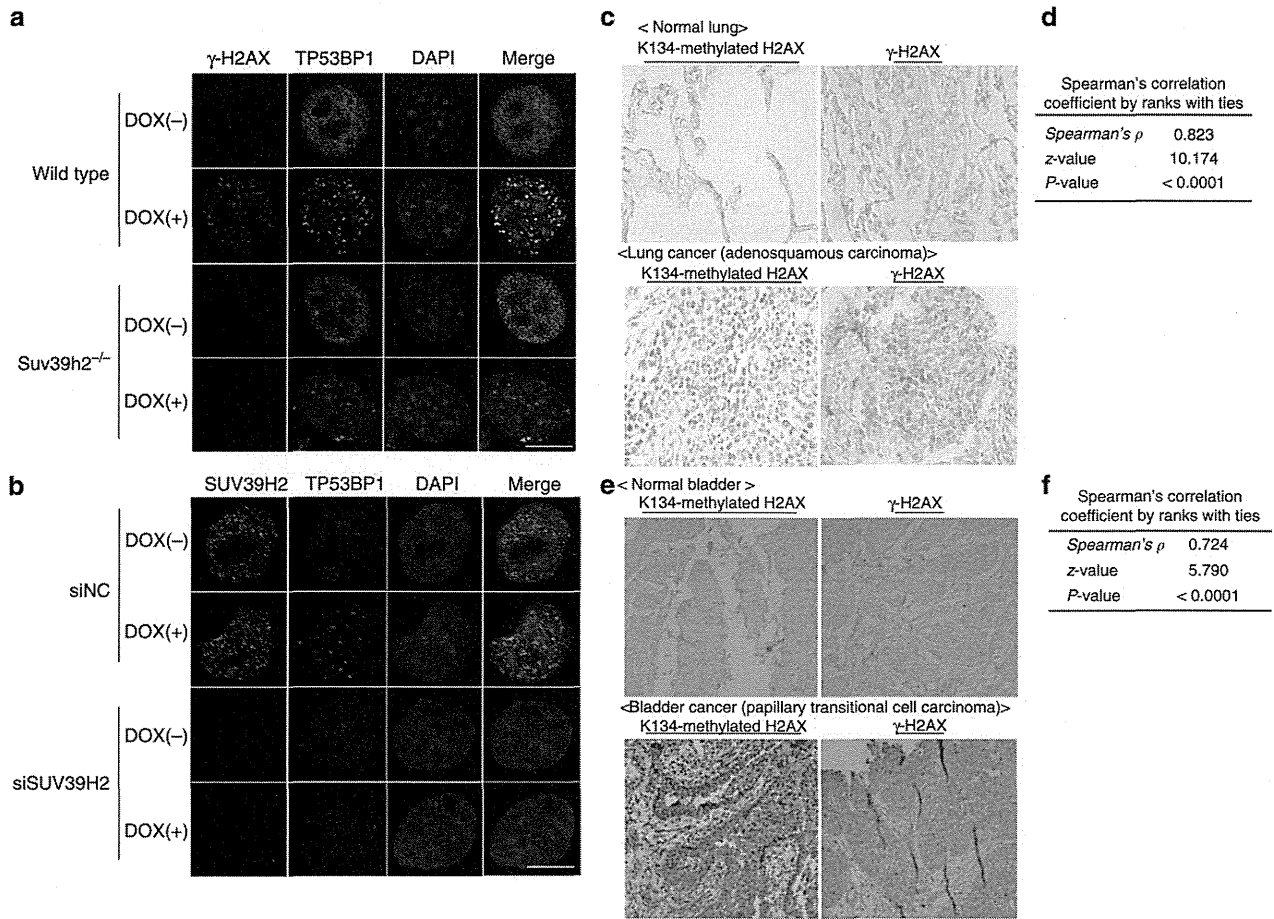 a
γ-H2AX TP53BP1 DAPI Merge
Wild type
DOX(–)
DOX(+)
Suv39h2–/–
DOX(–)
DOX(+)
b
SUV39H2 TP53BP1 DAPI Merge
siNC
DOX(–)
DOX(+)
siSUV39H2
DOX(–)
DOX(+)
c
< Normal lung>
K134-methylated H2AX γ-H2AX
<Lung cancer (adenosquamous carcinoma)>
K134-methylated H2AX γ-H2AX
d
Spearman's correlation
coefficient by ranks with ties
Spearman's ρ 0.823
z-value 10.174
P-value < 0.0001
e
< Normal bladder >
K134-methylated H2AX γ-H2AX
<Bladder cancer (papillary transitional cell carcinoma)>
K134-methylated H2AX γ-H2AX
f
Spearman's correlation
coefficient by ranks with ties
Spearman's ρ 0.724
z-value 5.790
P-value < 0.0001